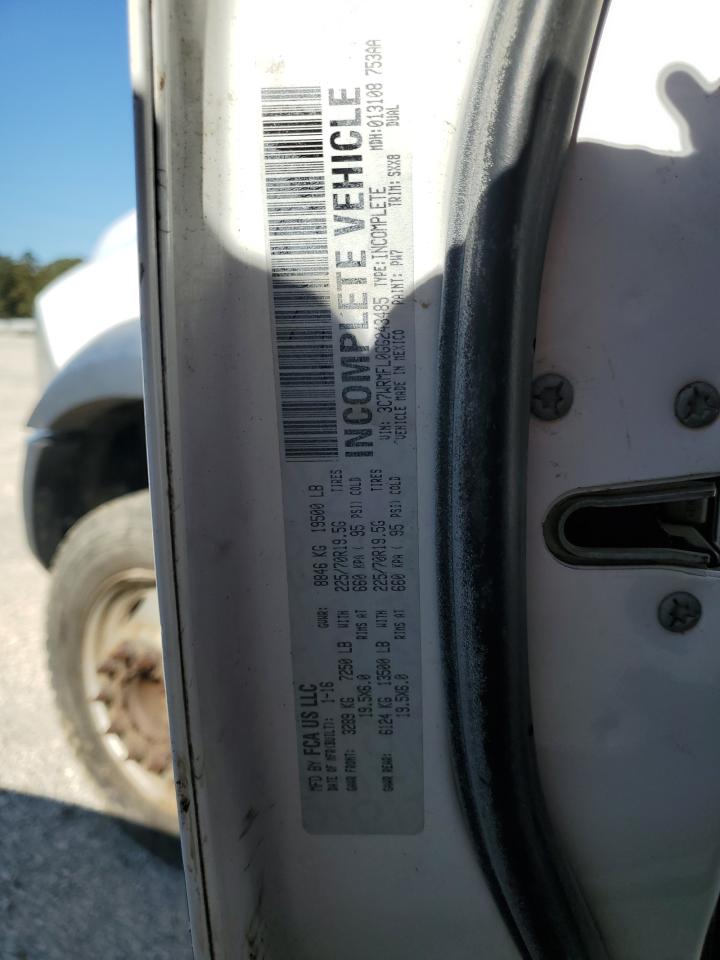 MFD BY FCA US LLC
DATE OF MFR(BUILT): 1-16 GVWR: 8846 KG 19500 LB
GAWR FRONT: 3289 KG 7250 LB WITH 225/70R19.5G TIRES
19.5X6.0 RIMS AT 660 KPA ( 95 PSI) COLD
GAWR REAR: 6124 KG 13500 LB WITH 225/70R19.5G TIRES
19.5X6.0 RIMS AT 660 KPA ( 95 PSI) COLD
INCOMPLETE VEHICLE
MDH:013108 753AA
DUAL
VIN: 3C7WRMFL0GG243485 TYPE:INCOMPLETE
VEHICLE MADE IN MEXICO PAINT: PW7 TRIM: SXX8